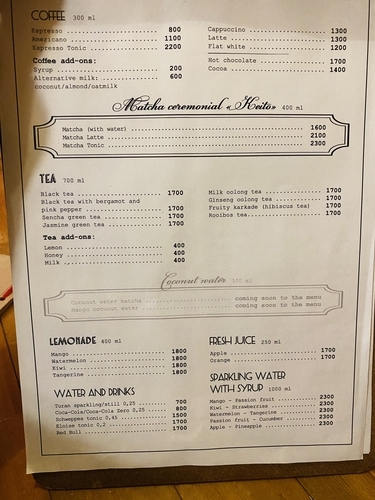 COFFEE 300 ml
Espresso 800
Americano 1100
Espresso Tonic 2200
Coffee add-ons:
Syrup 200
Alternative milk: 600
coconut/almond/oatmilk
Cappuccino 1300
Latte 1300
Flat white 1200
Hot chocolate 1700
Cocoa 1400
Matcha ceremonial «Keitō» 400 ml
Matcha (with water) 1600
Matcha Latte 2100
Matcha Tonic 2300
TEA 700 ml
Black tea 1700
Black tea with bergamot and
pink pepper 1700
Sencha green tea 1700
Jasmine green tea 1700
Tea add-ons:
Lemon 400
Honey 400
Milk 400
Milk oolong tea 1700
Ginseng oolong tea 1700
Fruity karkade (hibiscus tea) 1700
Rooibos tea 1700
Coconut water 300 ml
Coconut water matcha coming soon to the menu
Mango coconut water coming soon to the menu
LEMONADE 400 ml
Mango 1800
Watermelon 1800
Kiwi 1800
Tangerine 1800
WATER AND DRINKS
Turan sparkling/still 0,25 700
Coca-Cola/Coca-Cola Zero 0,25 800
Schweppes tonic 0,45 1500
Eloise tonic 0,2 1700
Red Bull 1700
FRESH JUICE 250 ml
Apple 1700
Orange 1700
SPARKLING WATER
WITH SYRUP 1000 ml
Mango - Passion fruit 2300
Kiwi - Strawberries 2300
Watermelon - Tangerine 2300
Passion fruit - Cucumber 2300
Apple - Pineapple 2300